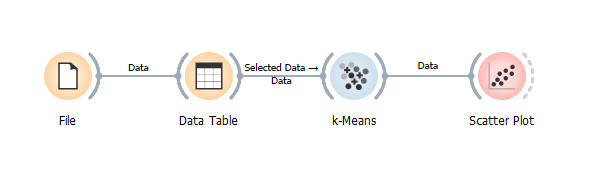 Data
Selected Data →
Data
Data
File
Data Table
k-Means
Scatter Plot